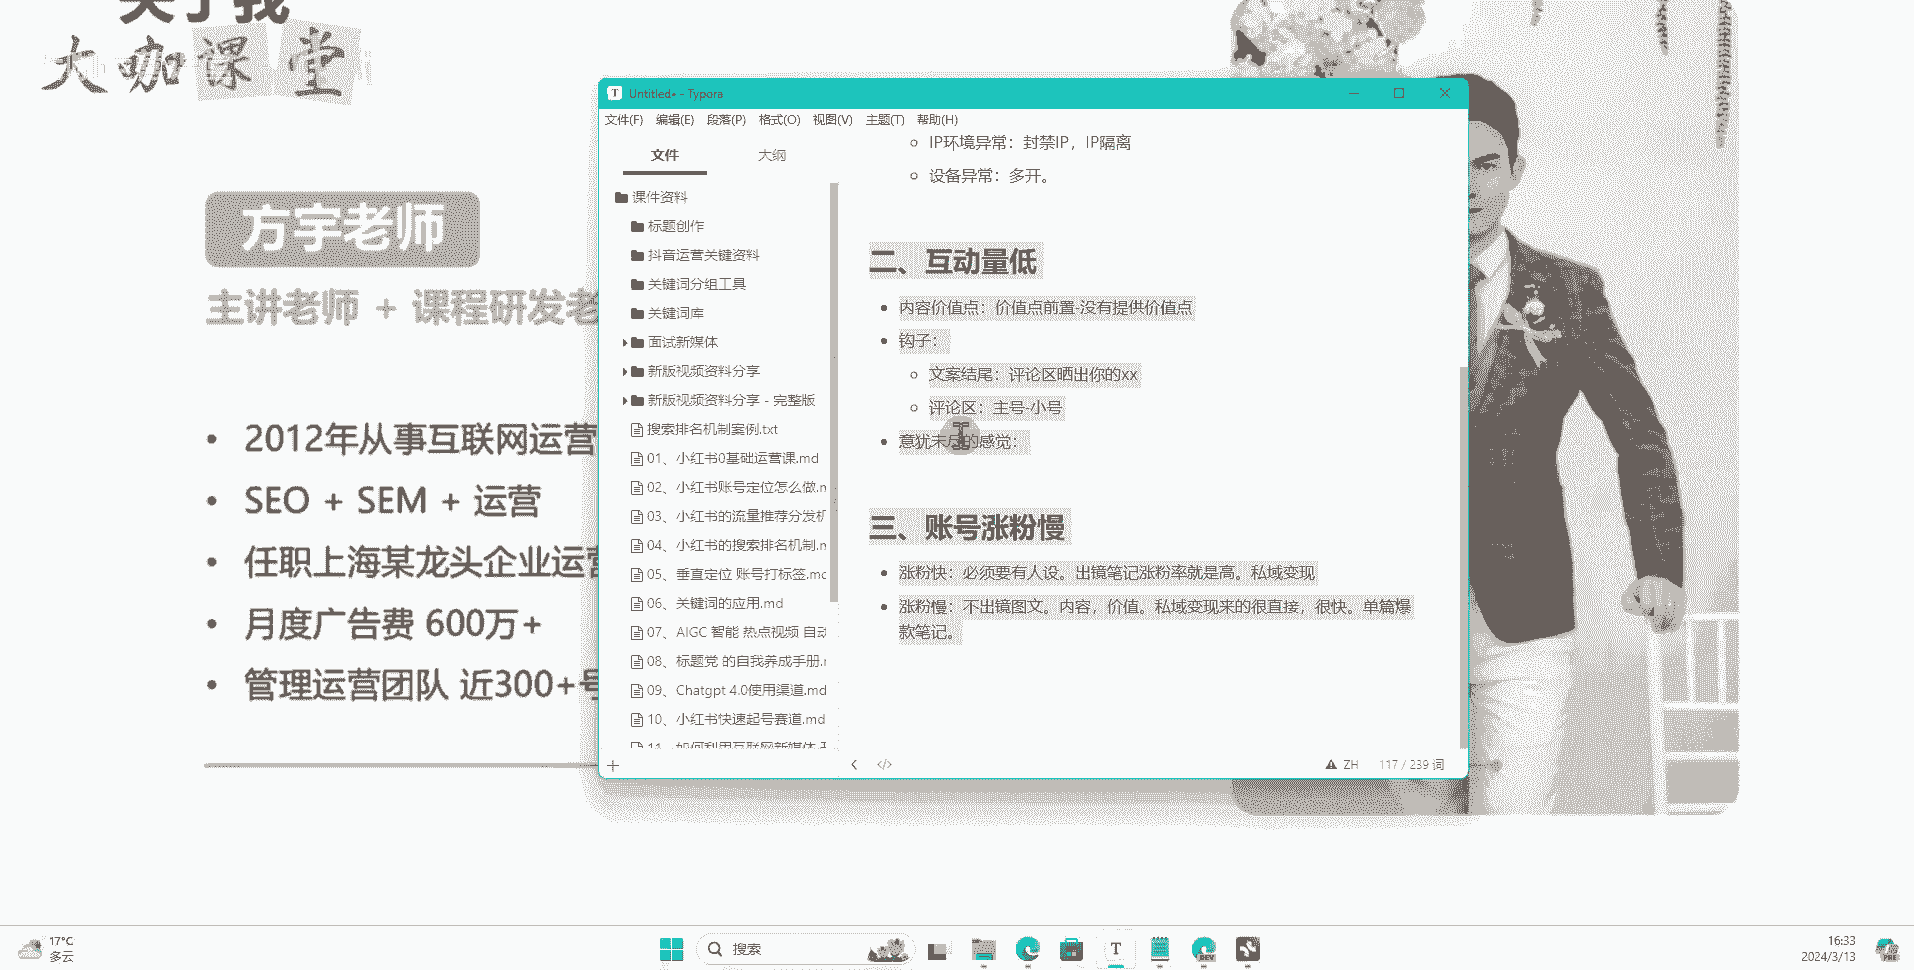 关于我
大咖课堂
方宇老师
主讲老师 + 课程研发老
2012年从事互联网运营
SEO + SEM + 运营
任职上海某龙头企业运营
月度广告费 600万+
管理运营团队 近300+号
Untitled• - Typora
文件(F) 编辑(E) 段落(P) 格式(O) 视图(V) 主题(T) 帮助(H)
文件 大纲
课件资料
标题创作
抖音运营关键资料
关键词分组工具
关键词库
面试新媒体
新版视频资料分享
新版视频资料分享 - 完整版
搜索排名机制案例.txt
01、小红书0基础运营课.md
02、小红书账号定位怎么做.m
03、小红书的流量推荐分发机
04、小红书的搜索排名机制.m
05、垂直定位 账号打标签.md
06、关键词的应用.md
07、AIGC 智能 热点视频 自动
08、标题党 的自我养成手册.m
09、Chatgpt 4.0使用渠道.md
10、小红书快速起号赛道.md
11、如何利用互联网新媒体
IP环境异常：封禁IP，IP隔离
设备异常：多开。
二、互动量低
内容价值点：价值点前置-没有提供价值点
钩子：
文案结尾：评论区晒出你的xx
评论区：主号-小号
意犹未尽的感觉：
三、账号涨粉慢
涨粉快：必须要有人设。出镜笔记涨粉率就是高。私域变现
涨粉慢：不出镜图文。内容，价值。私域变现来的很直接，很快。单篇爆
款笔记。
ZH 117 / 239 词
17°C
多云
搜索
T
DEV
16:33
2024/3/13
PRE